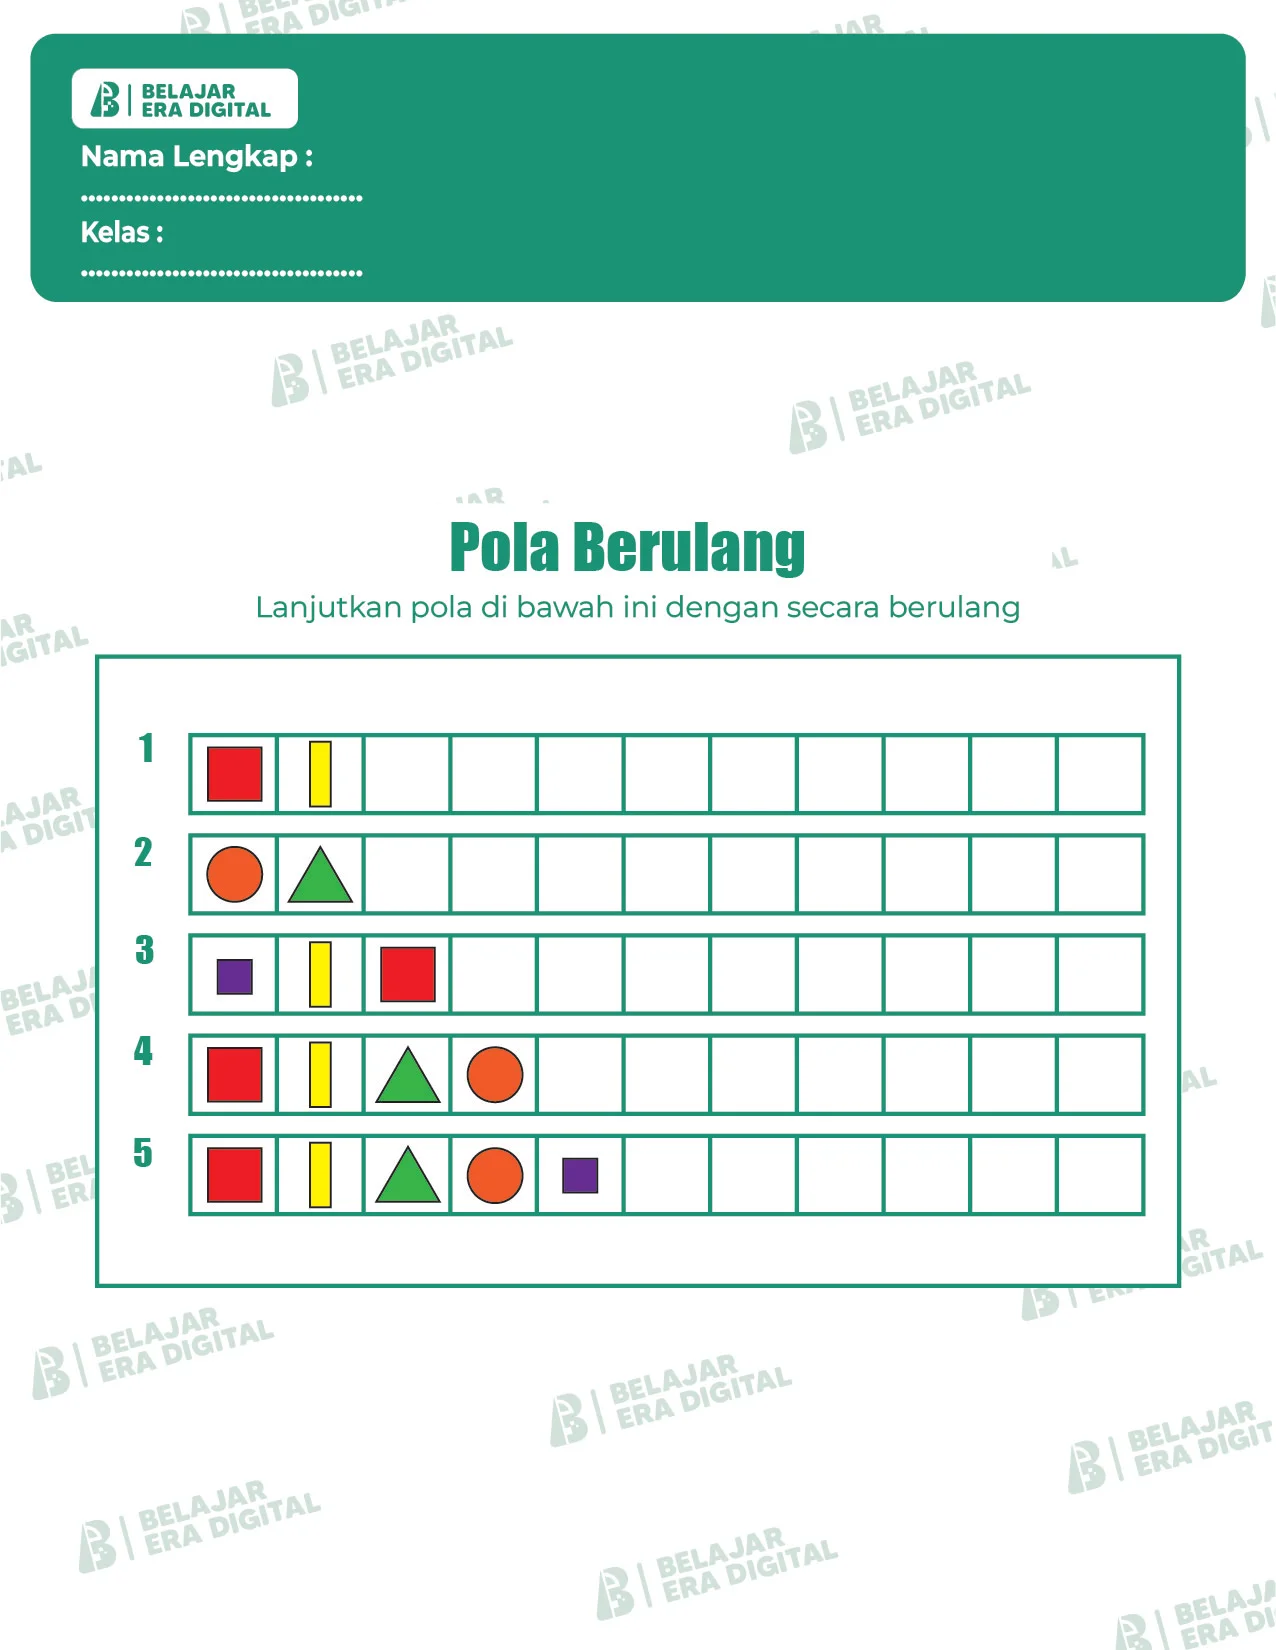 BELAJAR
ERA DIGITAL
Nama Lengkap :
.....................................
Kelas :
.....................................
BELAJAR
ERA DIGITAL
BELAJAR
ERA DIGITAL
Pola Berulang
Lanjutkan pola di bawah ini dengan secara berulang
1
2
3
4
5
BELAJAR
ERA DIGITAL
BELAJAR
ERA DIGITAL
BELAJAR
ERA DIGIT
BELAJAR
ERA DIGITAL
BELAJAR
ERA DIGITAL